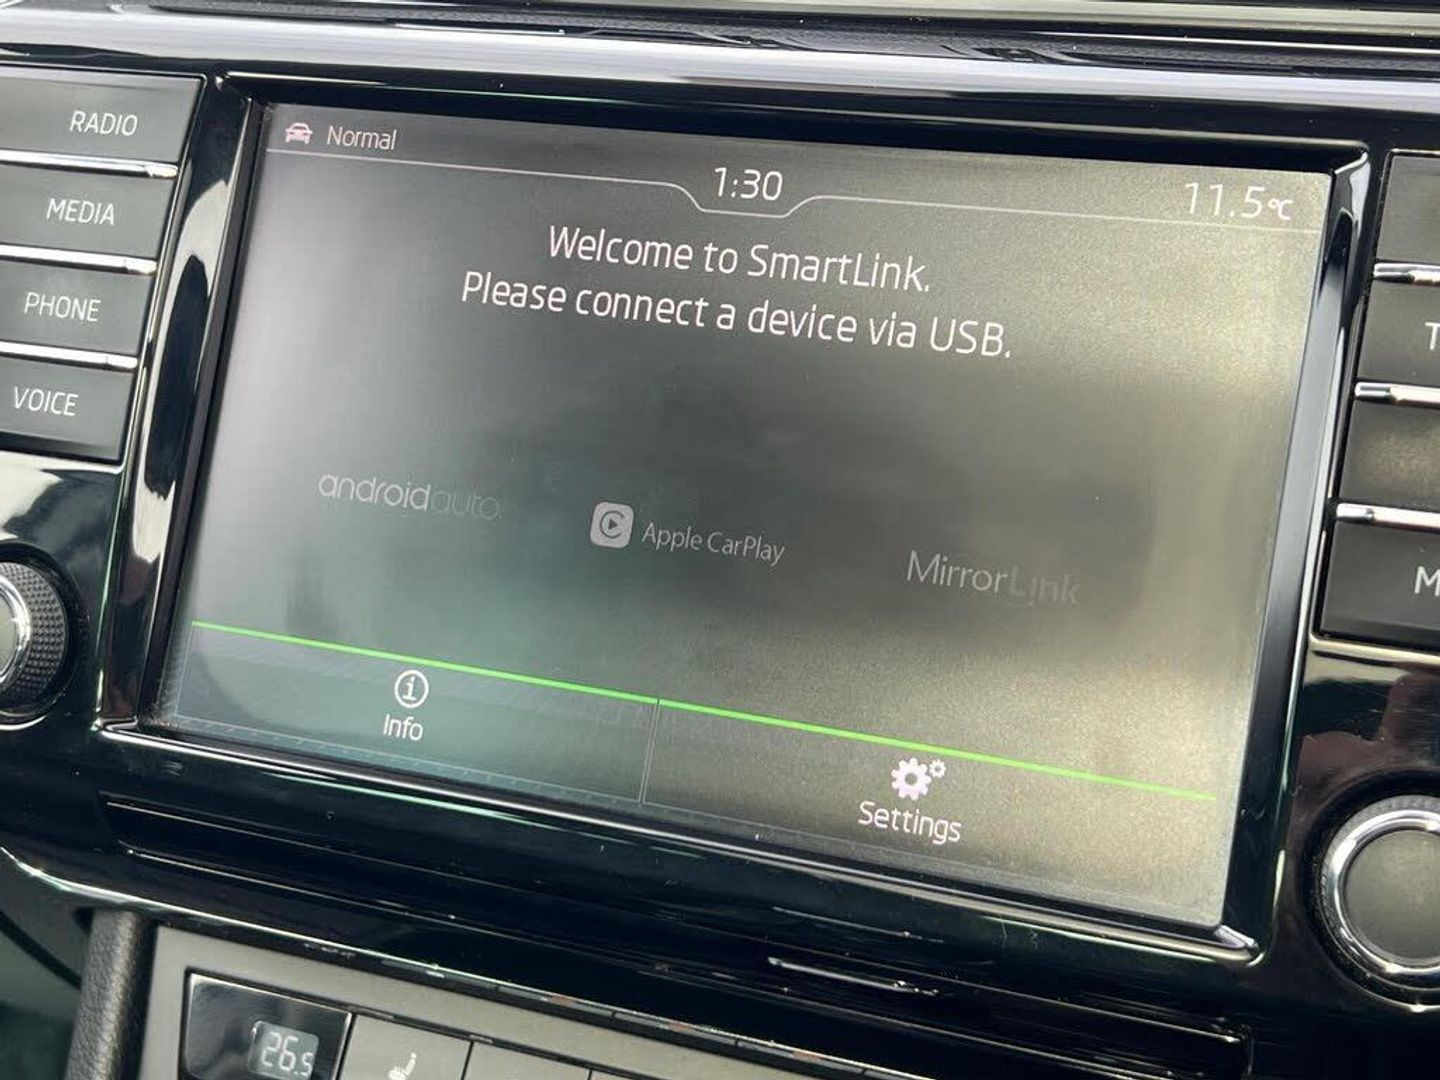 RADIO
MEDIA
PHONE
VOICE
Normal
1:30
11.5°C
Welcome to SmartLink.
Please connect a device via USB.
androidauto
Apple CarPlay
MirrorLink
Info
Settings
26.5